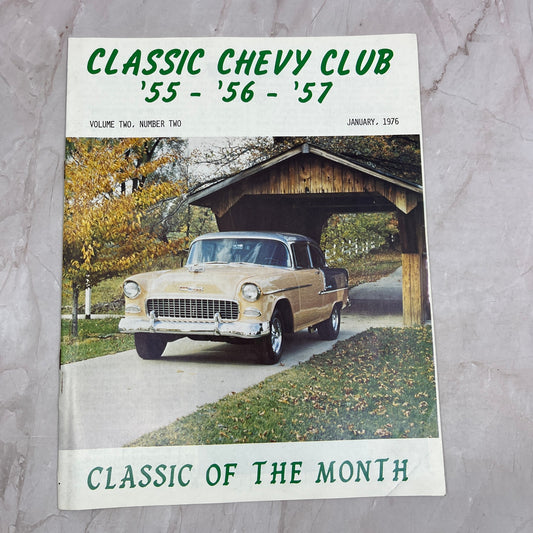 CLASSIC CHEVY CLUB
'55 - '56 - '57
VOLUME TWO, NUMBER TWO JANUARY, 1976
CLASSIC OF THE MONTH